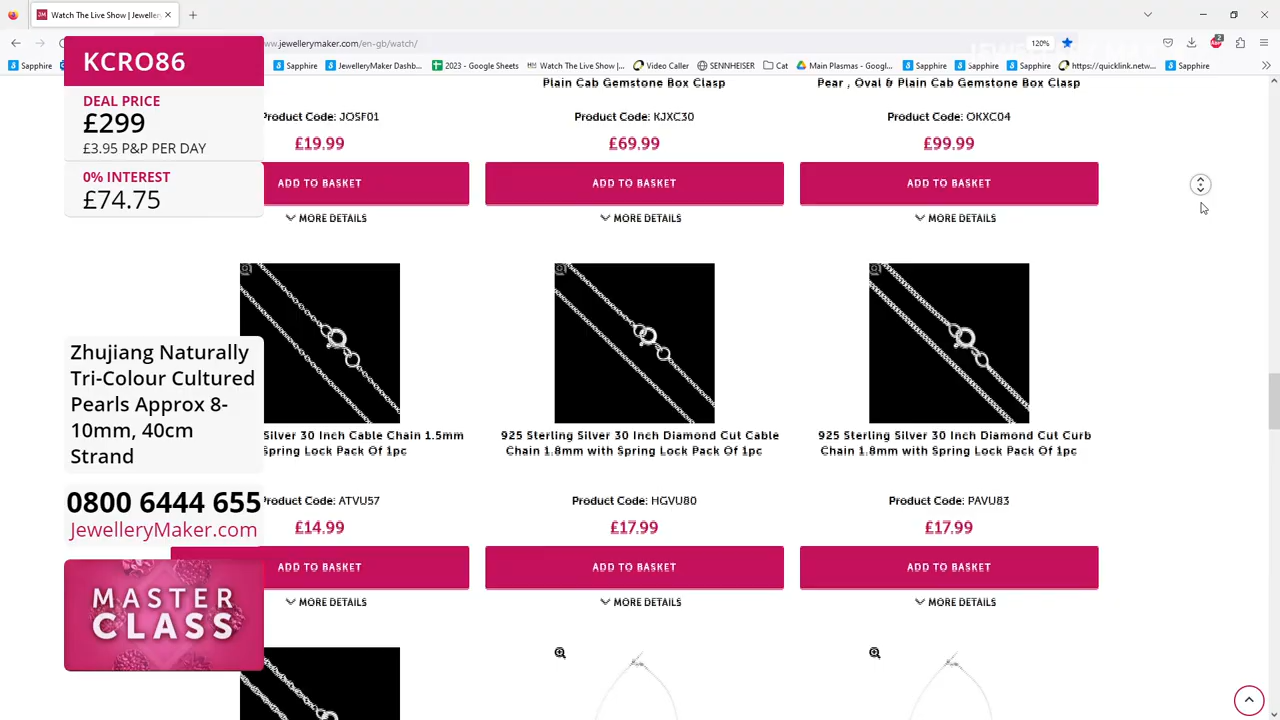 Watch The Live Show | Jeweller
ww.jewellerymaker.com/en-gb/watch/
120%
2
Sapphire
Sapphire
JewelleryMaker Dashb...
2023 - Google Sheets
Watch The Live Show |...
Video Caller
SENNHEISER
Cat
Main Plasmas - Googl...
Sapphire
Sapphire
Sapphire
https://quicklink.netw...
Sapphire
KCRO86
DEAL PRICE
£299
£3.95 P&P PER DAY
0% INTEREST
£74.75
Plain Cab Gemstone Box Clasp
Pear , Oval & Plain Cab Gemstone Box Clasp
Product Code: JOSF01
Product Code: KJXC30
Product Code: OKXC04
£19.99
£69.99
£99.99
ADD TO BASKET
ADD TO BASKET
ADD TO BASKET
MORE DETAILS
MORE DETAILS
MORE DETAILS
Zhujiang Naturally
Tri-Colour Cultured
Pearls Approx 8-
10mm, 40cm
Strand
Silver 30 Inch Cable Chain 1.5mm
Spring Lock Pack Of 1pc
925 Sterling Silver 30 Inch Diamond Cut Cable
Chain 1.8mm with Spring Lock Pack Of 1pc
925 Sterling Silver 30 Inch Diamond Cut Curb
Chain 1.8mm with Spring Lock Pack Of 1pc
Product Code: ATVU57
Product Code: HGVU80
Product Code: PAVU83
£14.99
£17.99
£17.99
ADD TO BASKET
ADD TO BASKET
ADD TO BASKET
MORE DETAILS
MORE DETAILS
MORE DETAILS
0800 6444 655
JewelleryMaker.com
MASTER
CLASS